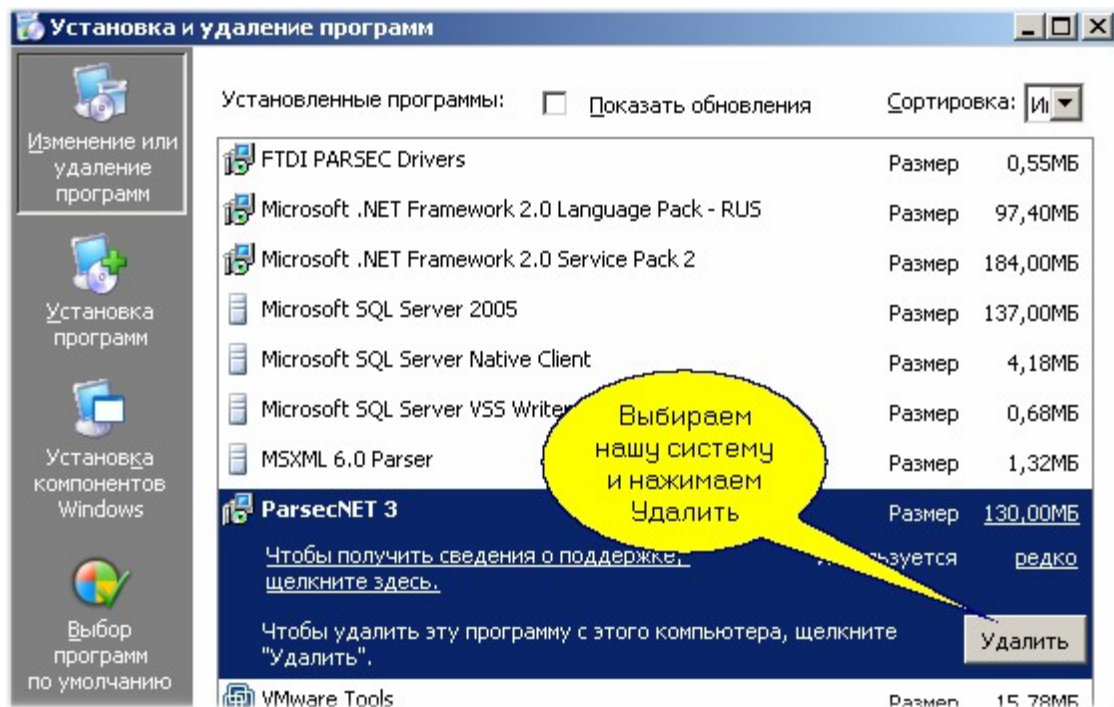 Установка и удаление программ
Изменение или
удаление
программ
Установка
программ
Установка
компонентов
Windows
Выбор
программ
по умолчанию
Установленные программы: Показать обновления Сортировка:
FTDI PARSEC Drivers Размер 0,55МБ
Microsoft .NET Framework 2.0 Language Pack - RUS Размер 97,40МБ
Microsoft .NET Framework 2.0 Service Pack 2 Размер 184,00МБ
Microsoft SQL Server 2005 Размер 137,00МБ
Microsoft SQL Server Native Client Размер 4,18МБ
Microsoft SQL Server VSS Writer Размер 0,68МБ
MSXML 6.0 Parser Размер 1,32МБ
Выбираем
нашу систему
и нажимаем
Удалить
ParsecNET 3 Размер 130,00МБ
Чтобы получить сведения о поддержке, редко
щелкните здесь.
Чтобы удалить эту программу с этого компьютера, щелкните
"Удалить".
Удалить
VMware Tools Размер 15,78МБ